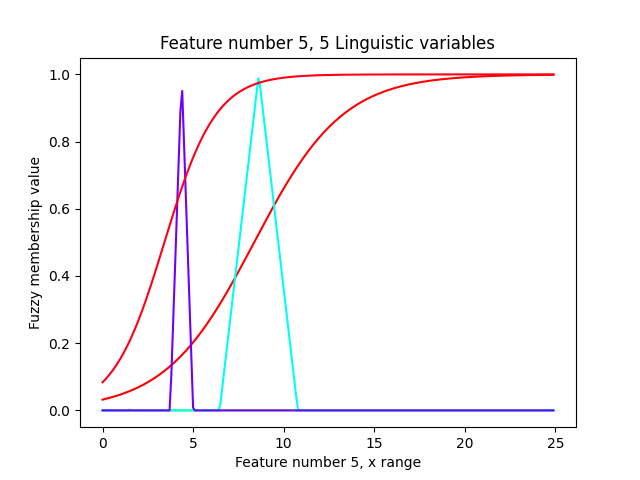 Feature number 5, 5 Linguistic variables
Fuzzy membership value
1.0
0.8
0.6
0.4
0.2
0.0
0 5 10 15 20 25
Feature number 5, x range